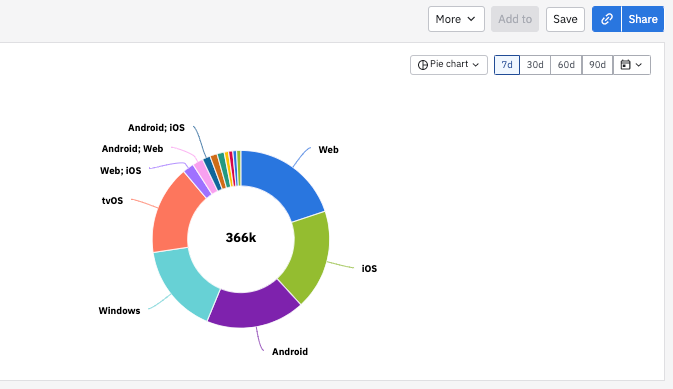 More
Add to
Save
Share
Pie chart
7d
30d
60d
90d
Android; iOS
Android; Web
Web; iOS
tvOS
Windows
Web
iOS
Android
366k